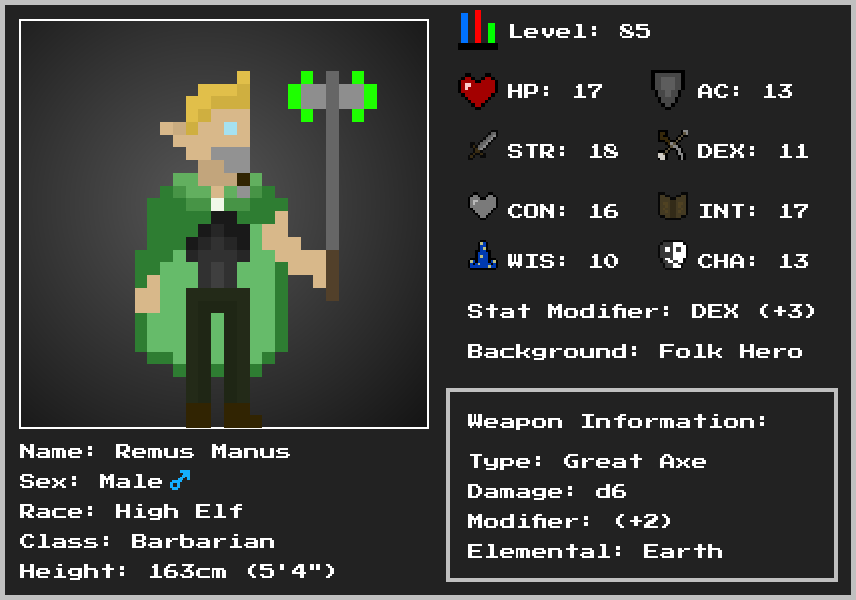 Level: 85
HP: 17
AC: 13
STR: 18
DEX: 11
CON: 16
INT: 17
WIS: 10
CHA: 13
Stat Modifier: DEX (+3)
Background: Folk Hero
Name: Remus Manus
Sex: Male♂
Race: High Elf
Class: Barbarian
Height: 163cm (5'4")
Weapon Information:
Type: Great Axe
Damage: d6
Modifier: (+2)
Elemental: Earth